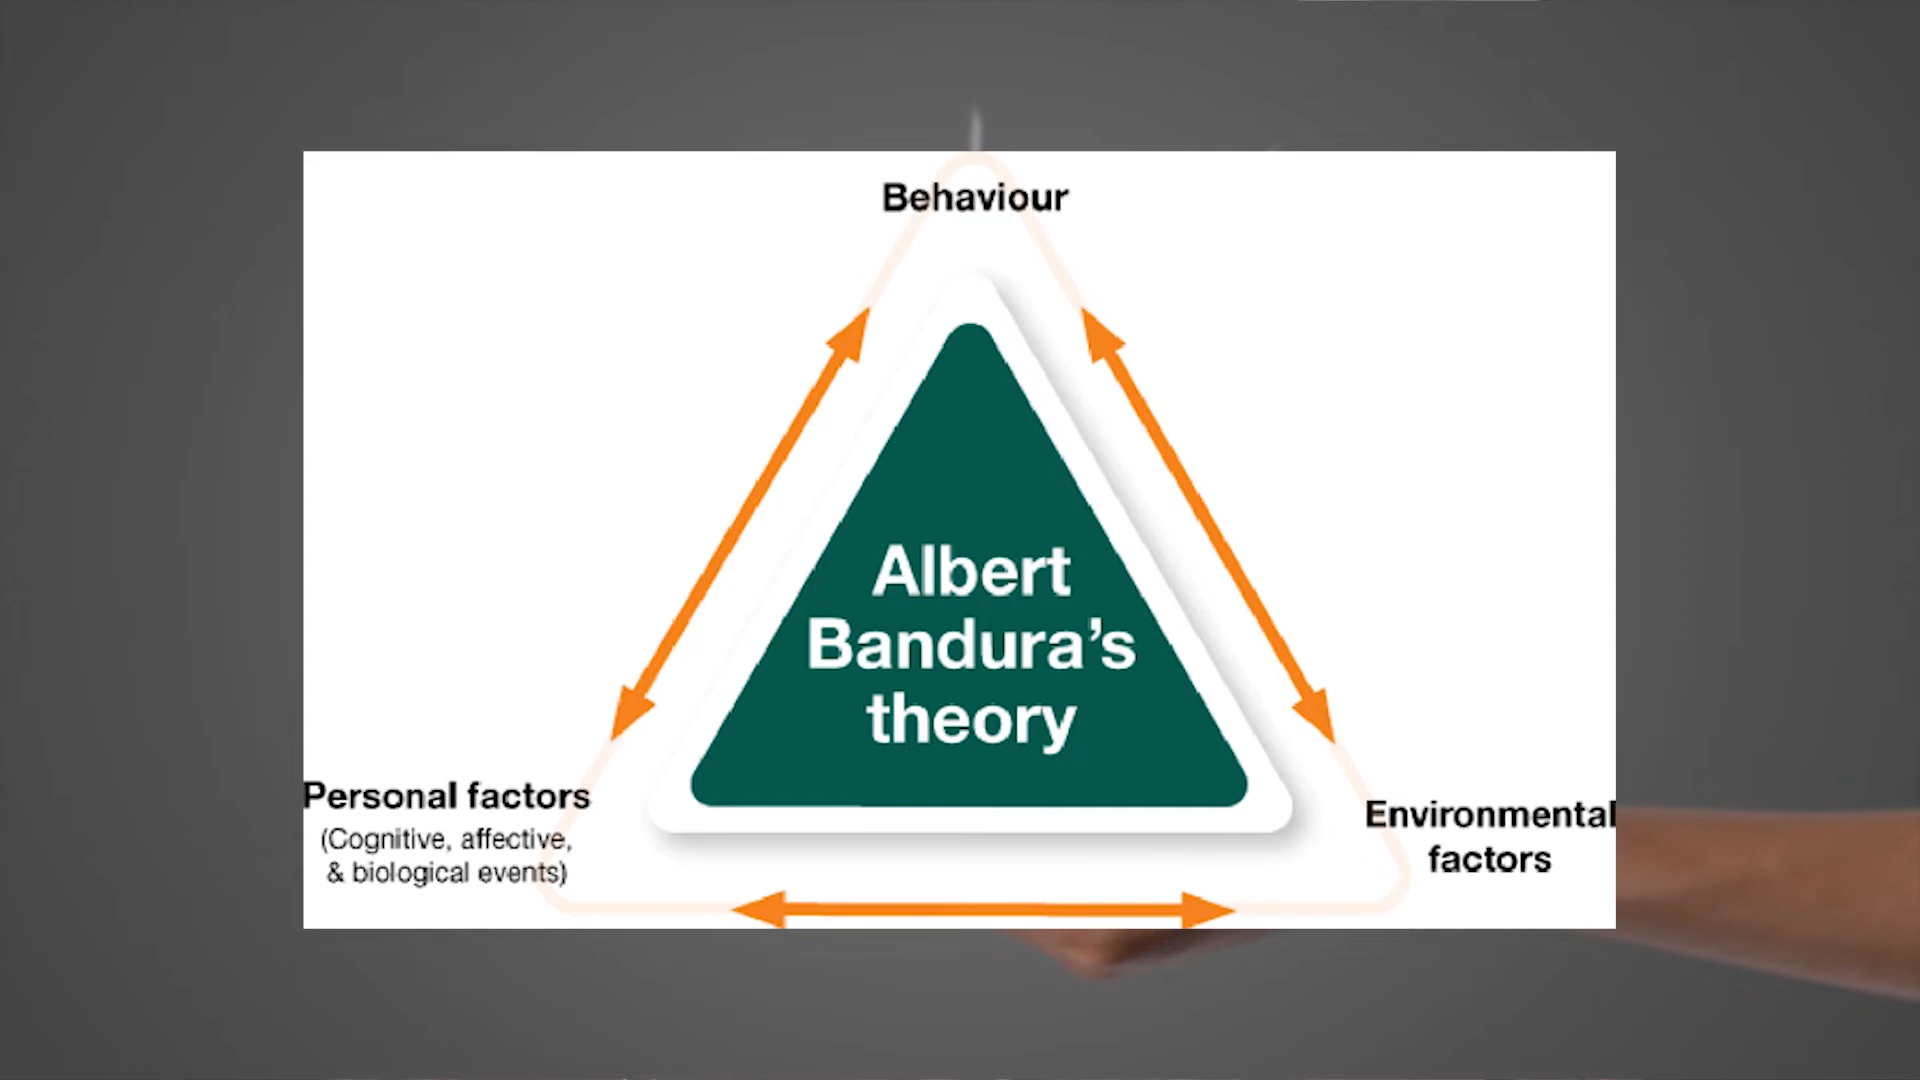 Behaviour
Albert
Bandura’s
theory
Personal factors
(Cognitive, affective,
& biological events)
Environmental
factors